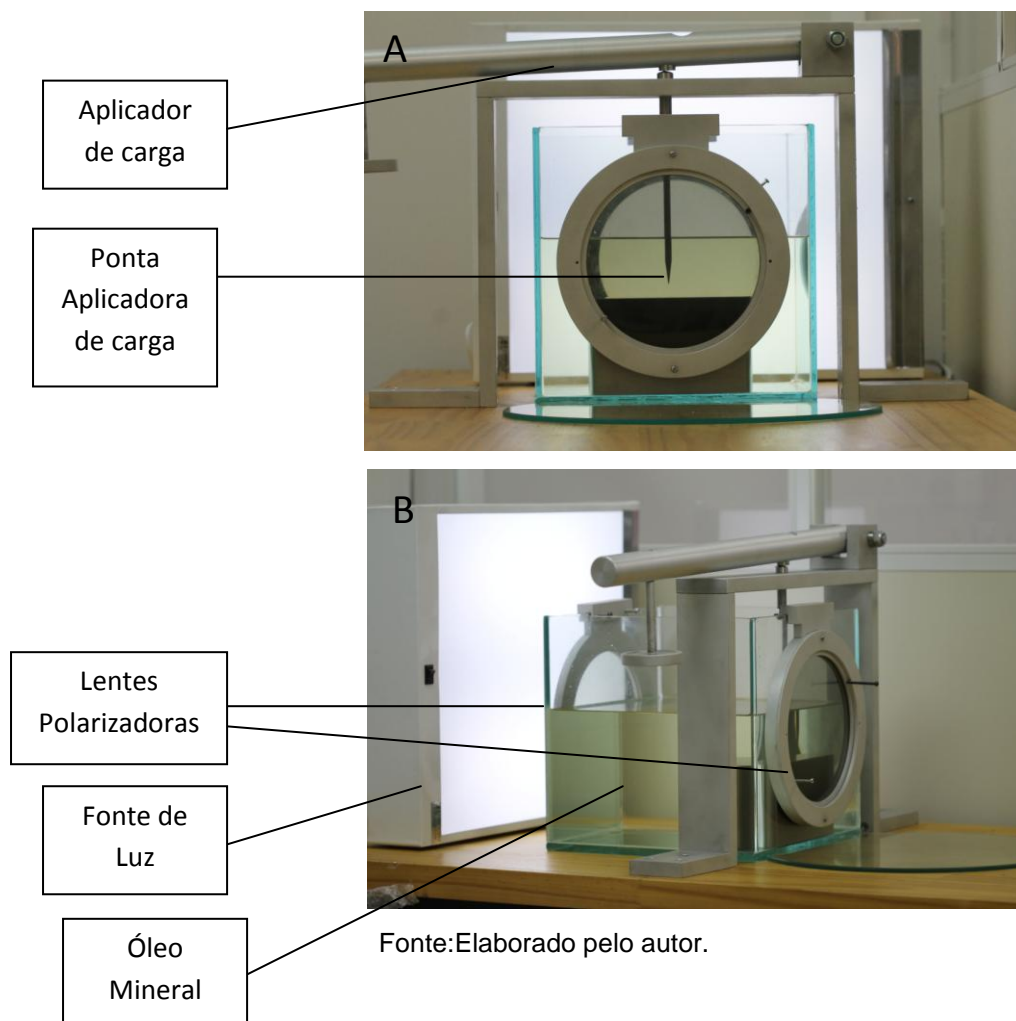 A
Aplicador
de carga
Ponta
Aplicadora
de carga
B
Lentes
Polarizadoras
Fonte de
Luz
Óleo
Mineral
Fonte:Elaborado pelo autor.